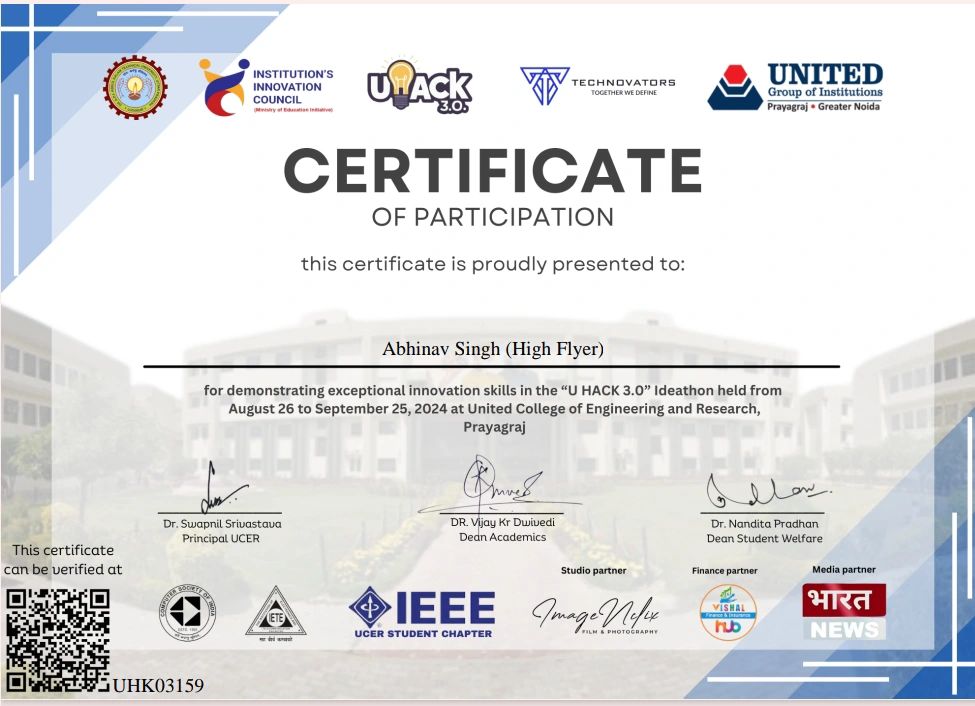 INSTITUTION'S
INNOVATION
COUNCIL
(Ministry of Education Initiative)
UHACK
3.0
TECHNOVATORS
TOGETHER WE DEFINE
UNITED
Group of Institutions
Prayagraj • Greater Noida
CERTIFICATE
OF PARTICIPATION
this certificate is proudly presented to:
Abhinav Singh (High Flyer)
for demonstrating exceptional innovation skills in the “U HACK 3.0” Ideathon held from
August 26 to September 25, 2024 at United College of Engineering and Research,
Prayagraj
Dr. Swapnil Srivastava
Principal UCER
DR. Vijay Kr Dwivedi
Dean Academics
Dr. Nandita Pradhan
Dean Student Welfare
This certificate
can be verified at
UHK03159
COMPUTER SOCIETY OF INDIA
IETE
IEEE
UCER STUDENT CHAPTER
Studio partner
ImageNelix
FILM & PHOTOGRAPHY
Finance partner
VISHAL
Finance & Insurance
hub
Media partner
भारत
NEWS